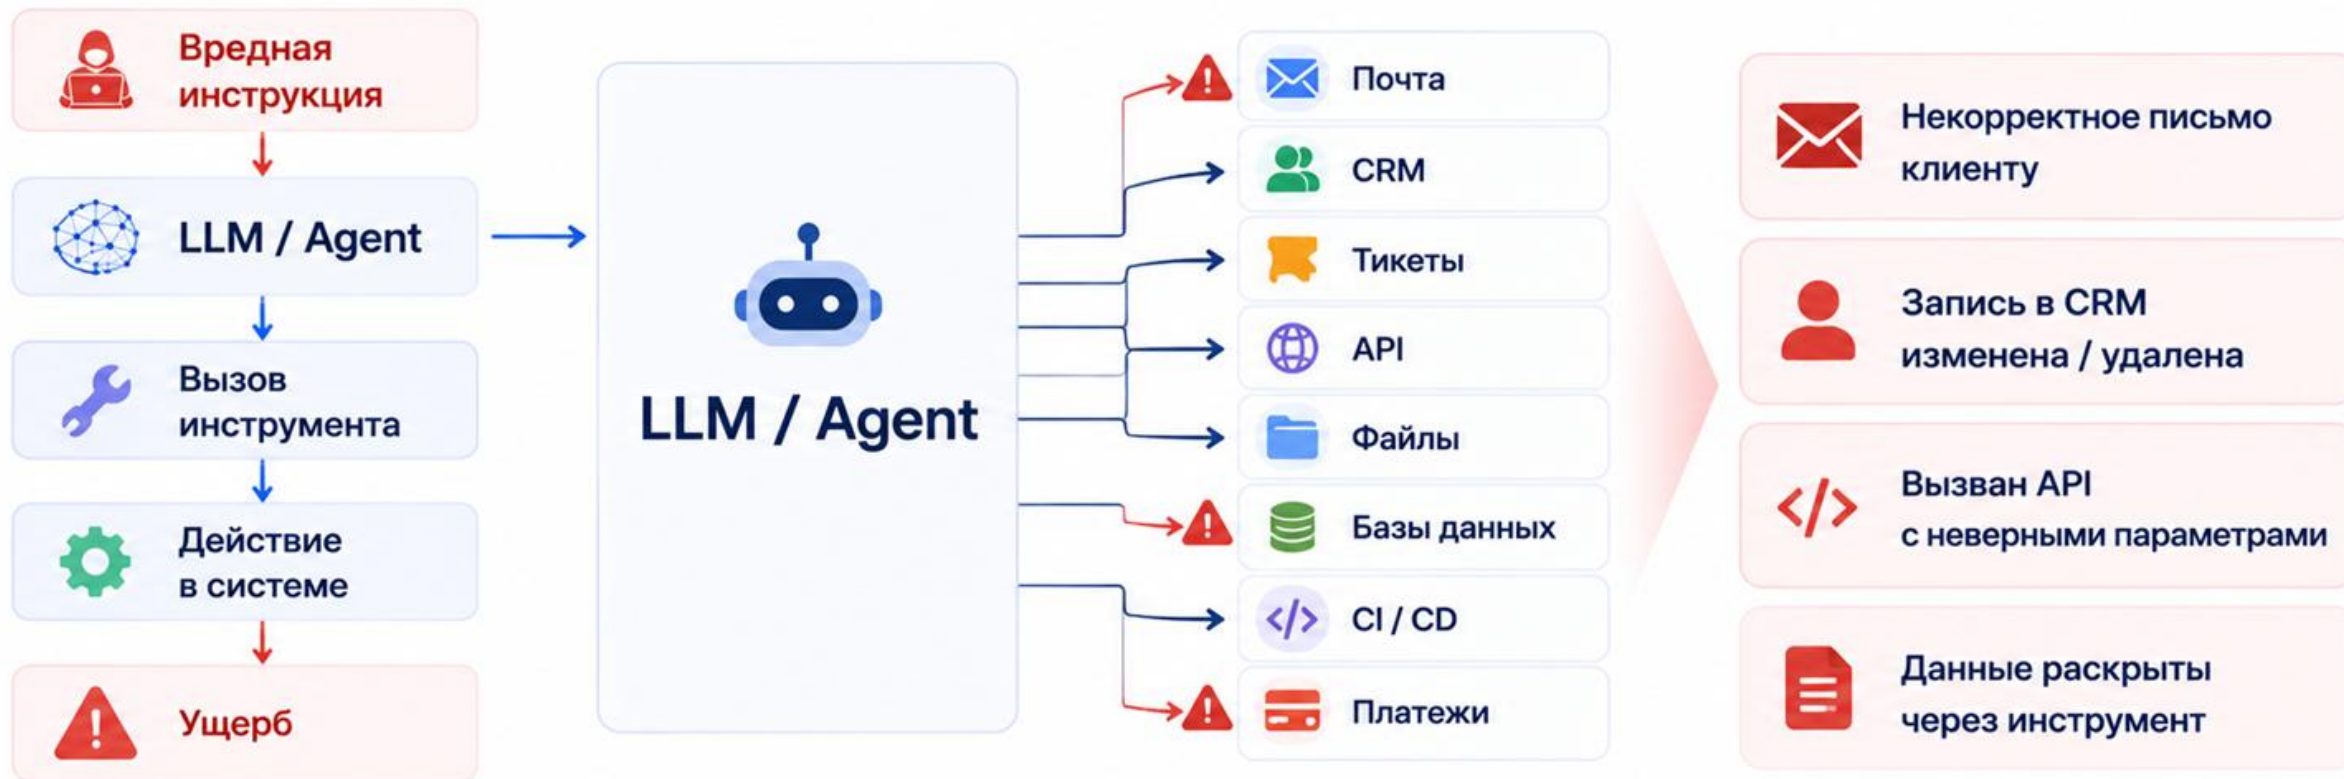 Вредная
инструкция
LLM / Agent
Вызов
инструмента
Действие
в системе
Ущерб
LLM / Agent
Почта
CRM
Тикеты
API
Файлы
Базы данных
CI / CD
Платежи
Некорректное письмо
клиенту
Запись в CRM
изменена / удалена
Вызван API
с неверными параметрами
Данные раскрыты
через инструмент